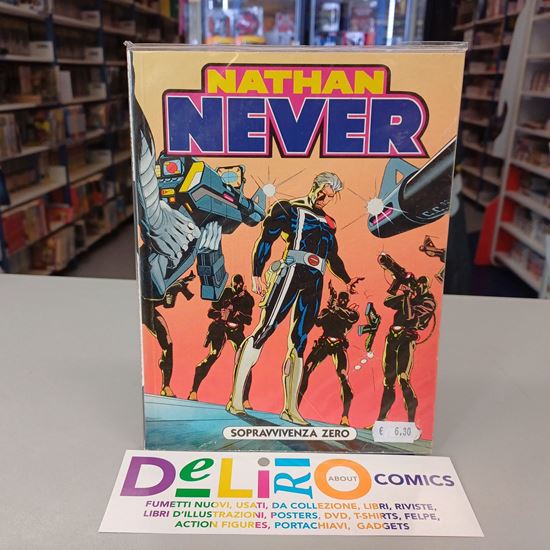 NATHAN
NEVER
SOPRAVVIVENZA ZERO
€ 6,30
DeLiRiO
ABOUT
COMICS
FUMETTI NUOVI, USATI, DA COLLEZIONE, LIBRI, RIVISTE,
LIBRI D'ILLUSTRAZIONI, POSTERS, DVD, T-SHIRTS, FELPE,
ACTION FIGURES, PORTACHIAVI, GADGETS